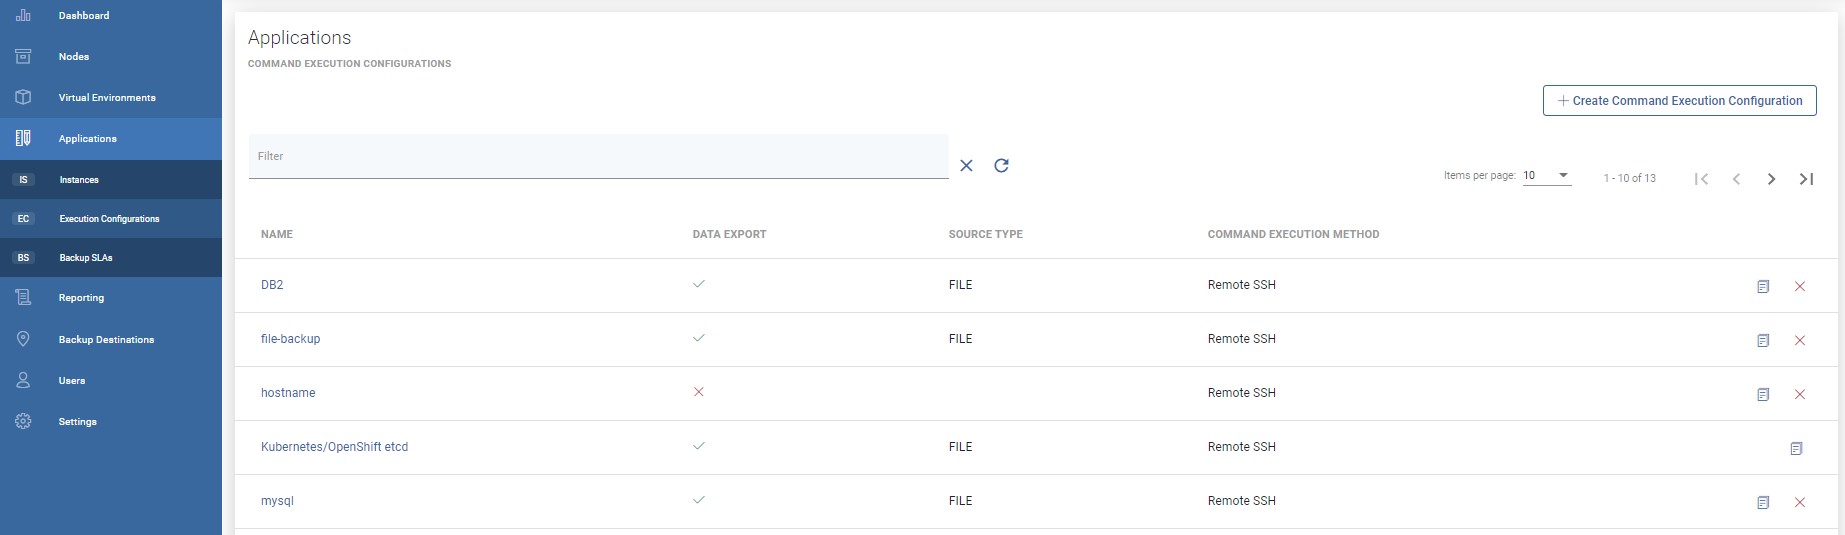 Dashboard
Nodes
Virtual Environments
Applications
IS Instances
EC Execution Configurations
BS Backup SLAs
Reporting
Backup Destinations
Users
Settings
Applications
COMMAND EXECUTION CONFIGURATIONS
Create Command Execution Configuration
Filter
Items per page: 10 1 - 10 of 13
NAME DATA EXPORT SOURCE TYPE COMMAND EXECUTION METHOD
DB2 FILE Remote SSH
file-backup FILE Remote SSH
hostname Remote SSH
Kubernetes/OpenShift etcd FILE Remote SSH
mysql FILE Remote SSH